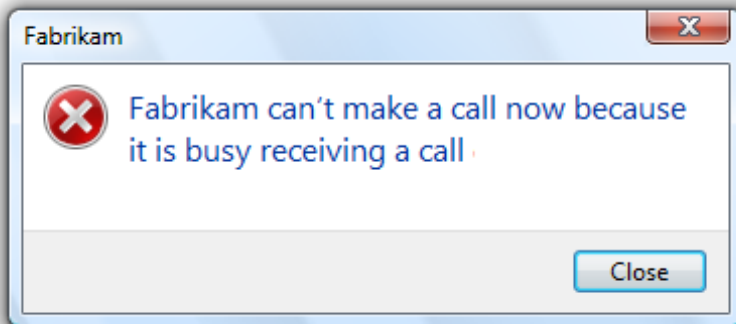 Fabrikam
Fabrikam can't make a call now because
it is busy receiving a call
Close